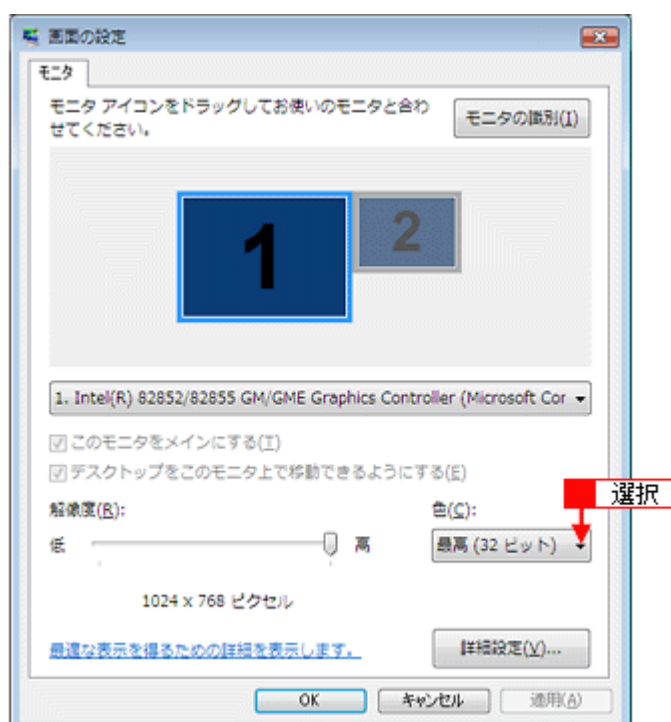 画面の設定
モニタ
モニタ アイコンをドラッグしてお使いのモニタと合わ
せてください。
モニタの識別(I)
1
2
1. Intel(R) 82852/82855 GM/GME Graphics Controller (Microsoft Cor
このモニタをメインにする(I)
デスクトップをこのモニタ上で移動できるようにする(E)
選択
解像度(R):
色(C):
低
高
最高 (32 ビット)
1024 x 768 ピクセル
最適な表示を得るための詳細を表示します。
詳細設定(V)...
OK
キャンセル
適用(A)